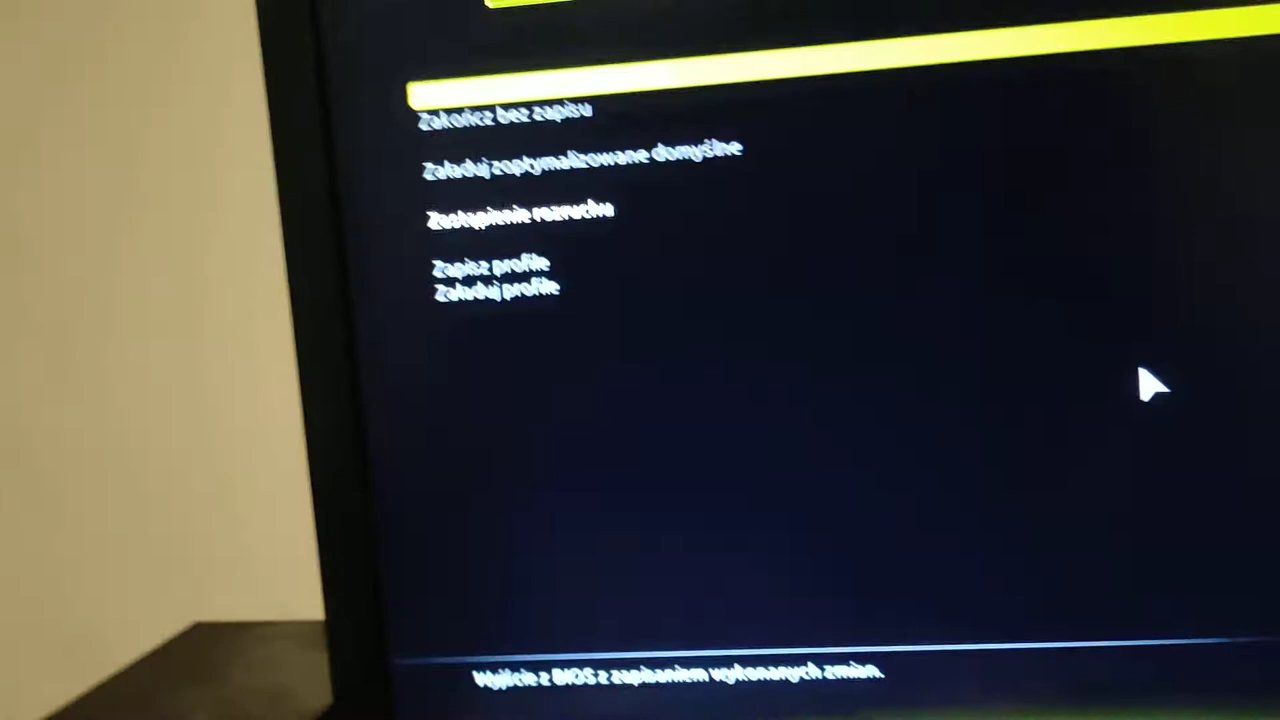 Zakończ bez zapisu
Załaduj zoptymalizowane domyślne
Zastąpienie rozruchu
Zapisz profile
Załaduj profile
Wyjście z BIOS z zapisaniem wykonanych zmian.